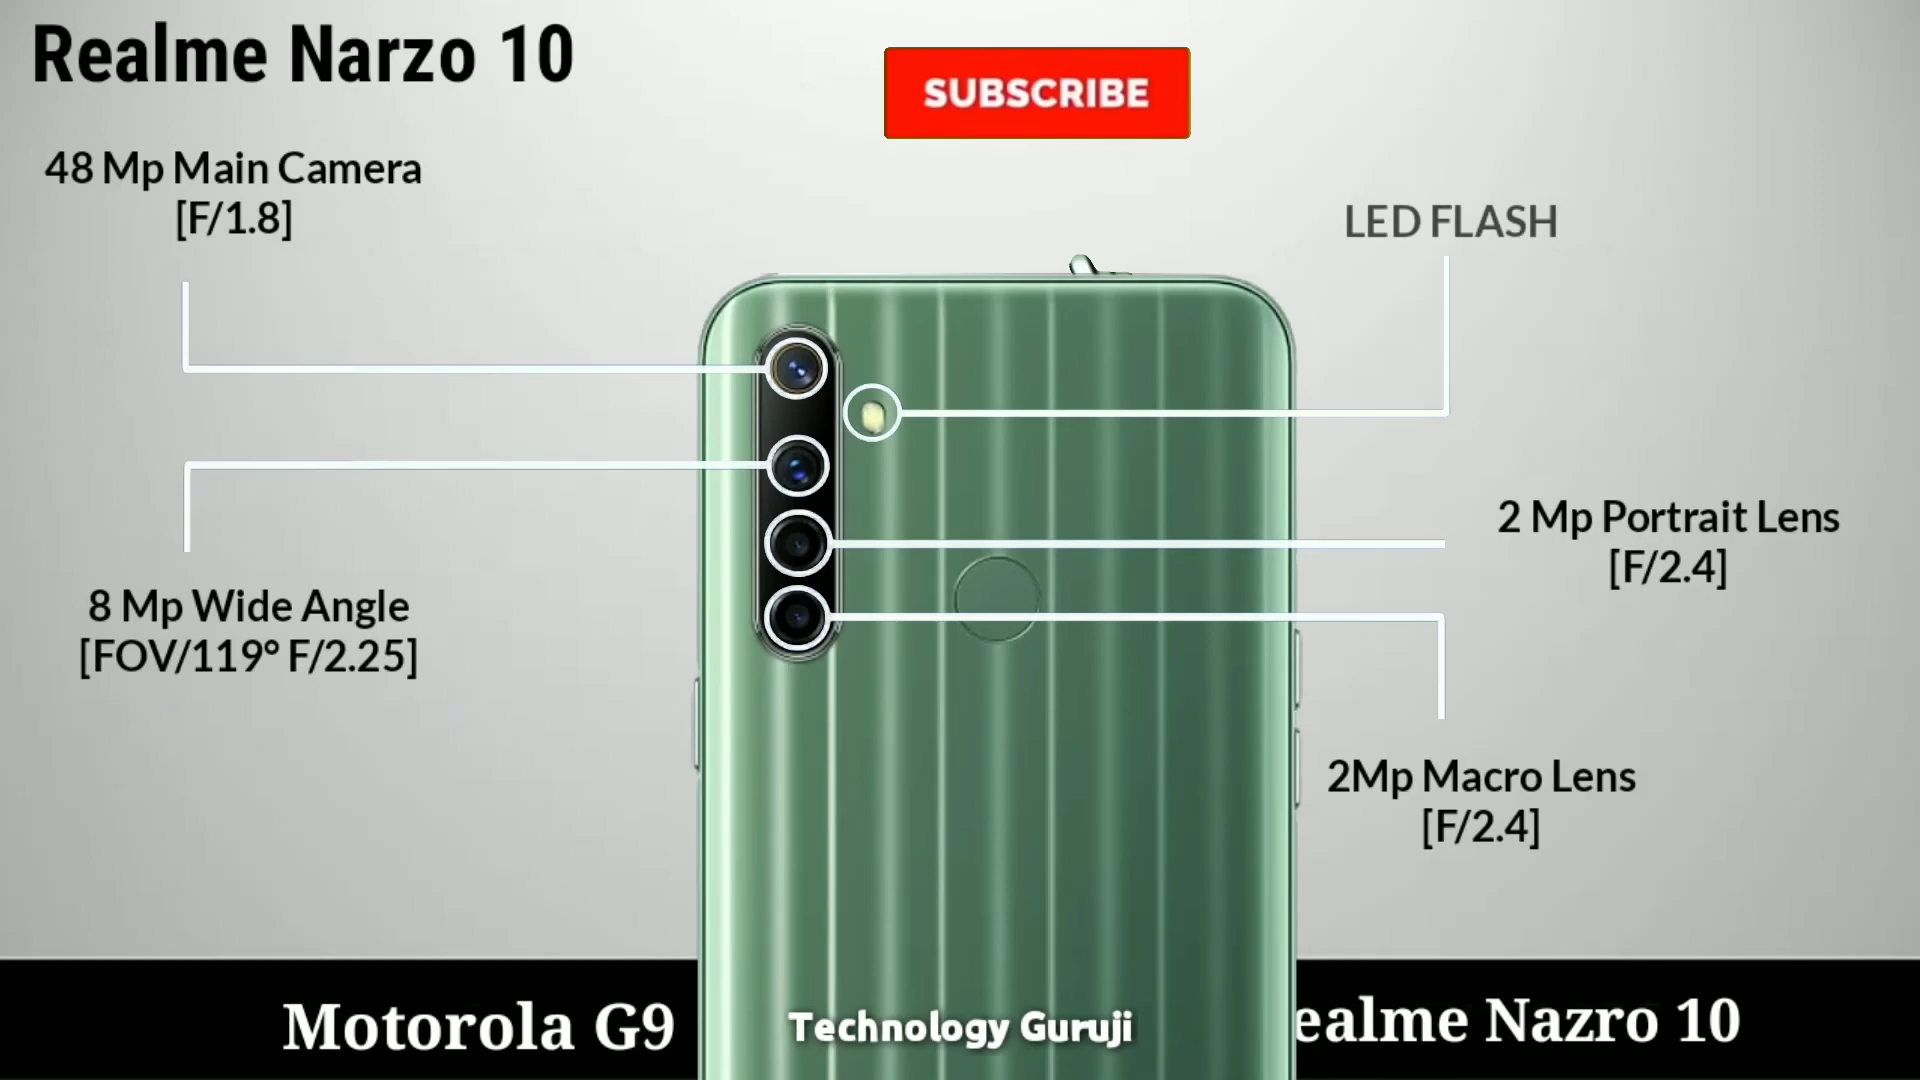 Realme Narzo 10
SUBSCRIBE
48 Mp Main Camera
[F/1.8]
LED FLASH
2 Mp Portrait Lens
[F/2.4]
8 Mp Wide Angle
[FOV/119° F/2.25]
2Mp Macro Lens
[F/2.4]
Motorola G9
Technology Guruji
ealme Nazro 10